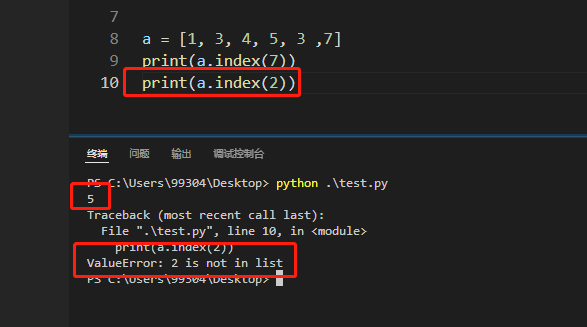 7
8 a = [1, 3, 4, 5, 3 ,7]
9 print(a.index(7))
10 print(a.index(2))
终端 问题 输出 调试控制台
PS C:\Users\99304\Desktop> python .\test.py
5
Traceback (most recent call last):
File ".\test.py", line 10, in <module>
print(a.index(2))
ValueError: 2 is not in list
PS C:\Users\99304\Desktop>